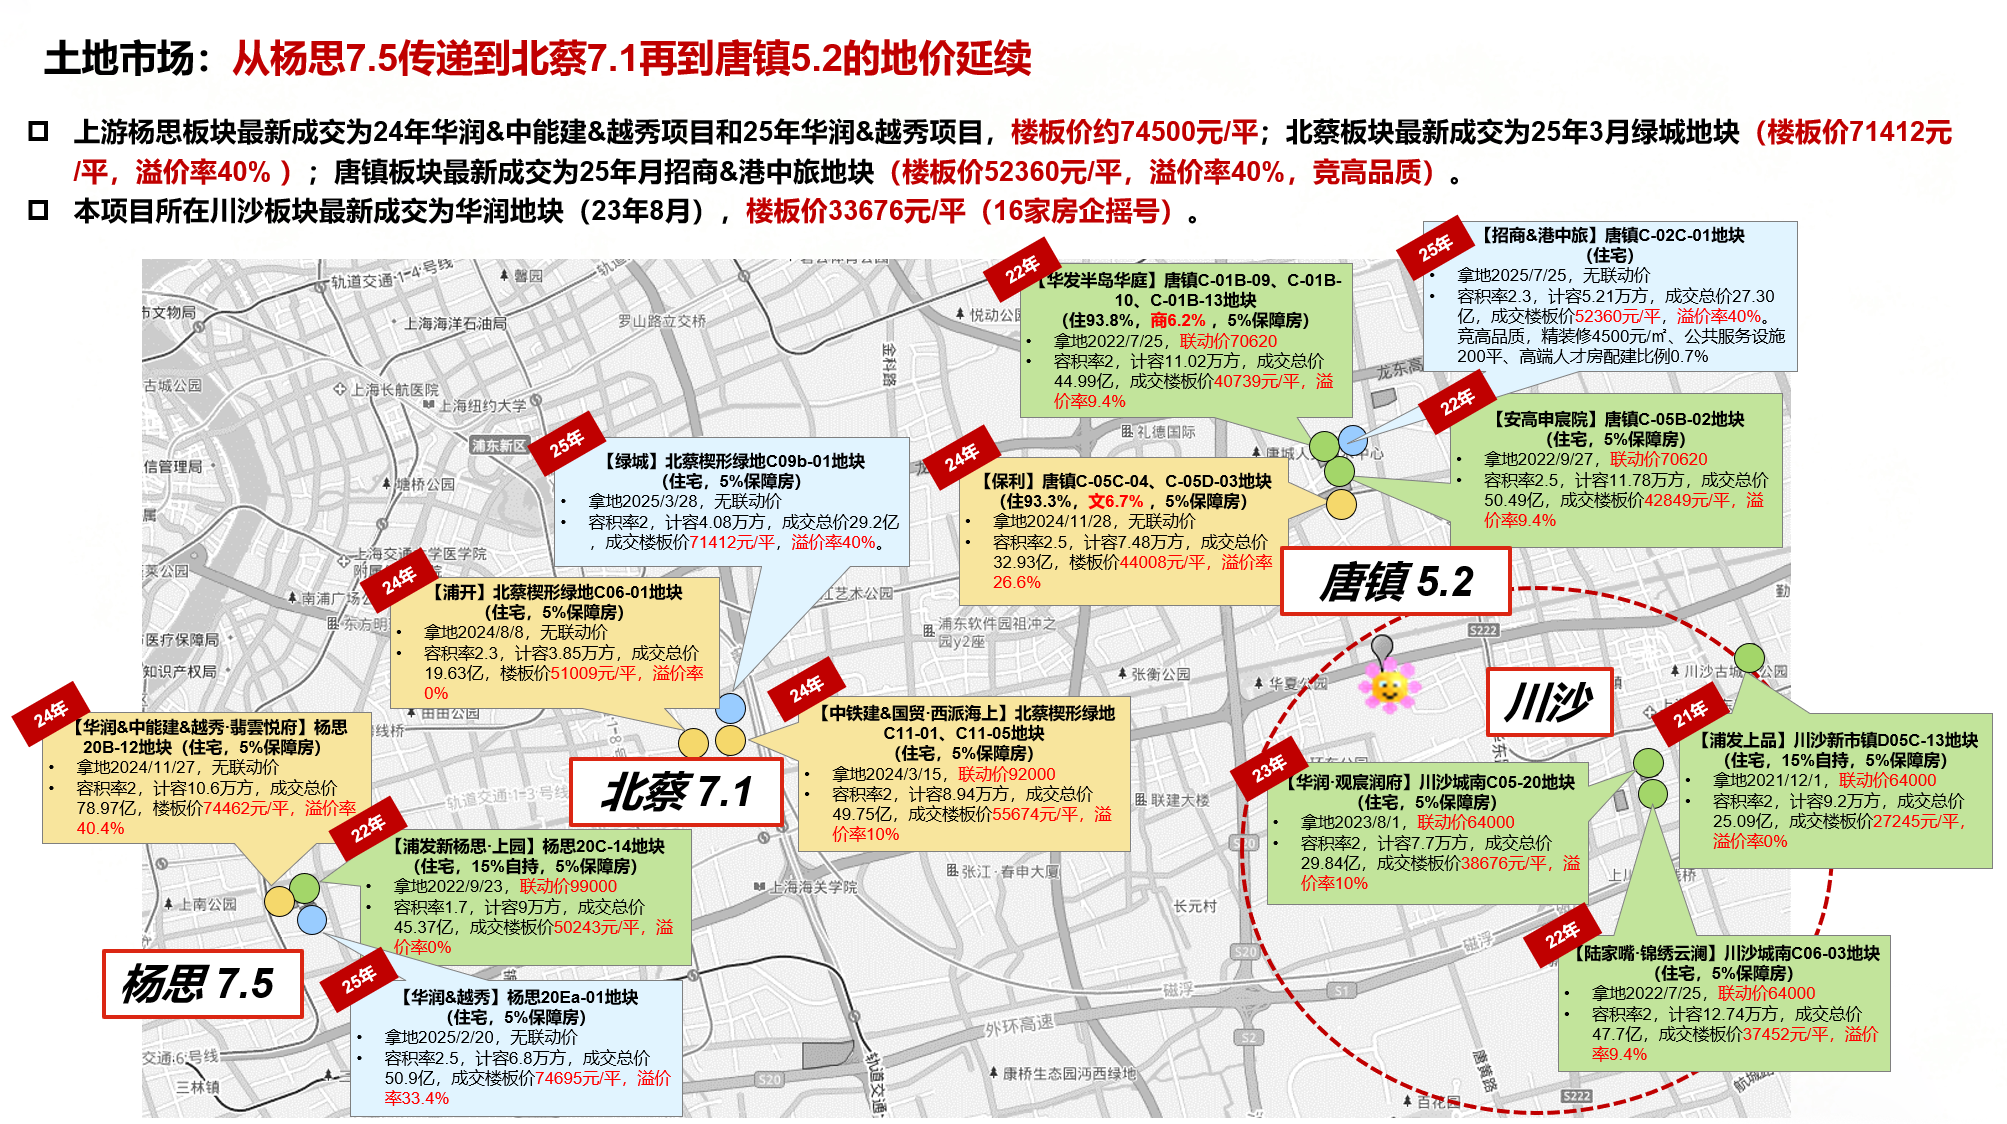 土地市场：从杨思7.5传递到北蔡7.1再到唐镇5.2的地价延续
上游杨思板块最新成交为24年华润&中能建&越秀项目和25年华润&越秀项目，楼板价约74500元/平；北蔡板块最新成交为25年3月绿城地块（楼板价71412元
/平，溢价率40% ）；唐镇板块最新成交为25年月招商&港中旅地块（楼板价52360元/平，溢价率40%，竞高品质）。
本项目所在川沙板块最新成交为华润地块（23年8月），楼板价33676元/平（16家房企摇号）。
22年
【华发半岛华庭】唐镇C-01B-09、C-01B-
10、C-01B-13地块
(住93.8%，商6.2% ，5%保障房)
拿地2022/7/25，联动价70620
容积率2，计容11.02万方，成交总价
44.99亿，成交楼板价40739元/平，溢
价率9.4%
25年
【招商&港中旅】唐镇C-02C-01地块
(住宅)
拿地2025/7/25，无联动价
容积率2.3，计容5.21万方，成交总价27.30
亿，成交楼板价52360元/平，溢价率40%。
竞高品质，精装修4500元/㎡、公共服务设施
200平、高端人才房配建比例0.7%
22年
【安高申宸院】唐镇C-05B-02地块
(住宅，5%保障房)
拿地2022/9/27，联动价70620
容积率2.5，计容11.78万方，成交总价
50.49亿，成交楼板价42849元/平，溢
价率9.4%
24年
【保利】唐镇C-05C-04、C-05D-03地块
(住93.3%，文6.7% ，5%保障房)
拿地2024/11/28，无联动价
容积率2.5，计容7.48万方，成交总价
32.93亿，楼板价44008元/平，溢价率
26.6%
唐镇 5.2
25年
【绿城】北蔡楔形绿地C09b-01地块
(住宅，5%保障房)
拿地2025/3/28，无联动价
容积率2，计容4.08万方，成交总价29.2亿
，成交楼板价71412元/平，溢价率40%。
24年
【浦开】北蔡楔形绿地C06-01地块
(住宅，5%保障房)
拿地2024/8/8，无联动价
容积率2.3，计容3.85万方，成交总价
19.63亿，楼板价51009元/平，溢价率
0%
24年
【中铁建&国贸·西派海上】北蔡楔形绿地
C11-01、C11-05地块
(住宅，5%保障房)
拿地2024/3/15，联动价92000
容积率2，计容8.94万方，成交总价
49.75亿，成交楼板价55674元/平，溢
价率10%
北蔡 7.1
24年
【华润&中能建&越秀·翡雲悦府】杨思
20B-12地块（住宅，5%保障房）
拿地2024/11/27，无联动价
容积率2，计容10.6万方，成交总价
78.97亿，楼板价74462元/平，溢价率
40.4%
22年
【浦发新杨思·上园】杨思20C-14地块
(住宅，15%自持，5%保障房)
拿地2022/9/23，联动价99000
容积率1.7，计容9万方，成交总价
45.37亿，成交楼板价50243元/平，溢
价率0%
杨思 7.5
25年
【华润&越秀】杨思20Ea-01地块
(住宅，5%保障房)
拿地2025/2/20，无联动价
容积率2.5，计容6.8万方，成交总价
50.9亿，成交楼板价74695元/平，溢价
率33.4%
川沙
21年
【浦发上品】川沙新市镇D05C-13地块
(住宅，15%自持，5%保障房)
拿地2021/12/1，联动价64000
容积率2，计容9.2万方，成交总价
25.09亿，成交楼板价27245元/平，
溢价率0%
23年
【华润·观宸润府】川沙城南C05-20地块
(住宅，5%保障房)
拿地2023/8/1，联动价64000
容积率2，计容7.7万方，成交总价
29.84亿，成交楼板价38676元/平，溢
价率10%
22年
【陆家嘴·锦绣云澜】川沙城南C06-03地块
(住宅，5%保障房)
拿地2022/7/25，联动价64000
容积率2，计容12.74万方，成交总价
47.7亿，成交楼板价37452元/平，溢价
率9.4%
轨道交通·1-4·号线
馨园
市文物局
上海海洋石油局
罗山路立交桥
悦动公园
金科路
古城公园
上海长航医院
上海纽约大学
浦东新区
龙东高
礼德国际
信管理局
塘桥公园
莱公园
南浦广场公
东方明
江艺术公园
浦东软件园祖冲之
园y2座
医疗保障局
知识产权局
张衡公园
华夏公园
S222
川沙古城 公园
田田公园
轨道交通·1-3·号线
联建大楼
张江·春申大厦
上海海关学院
上南公园
长元村
S20
S20
磁浮
磁浮
S1
外环高速
S2
交通·6·号线
三林镇
S20
轨道交通
康桥生态园沔西绿地
唐黄路
百花园
S222
航城